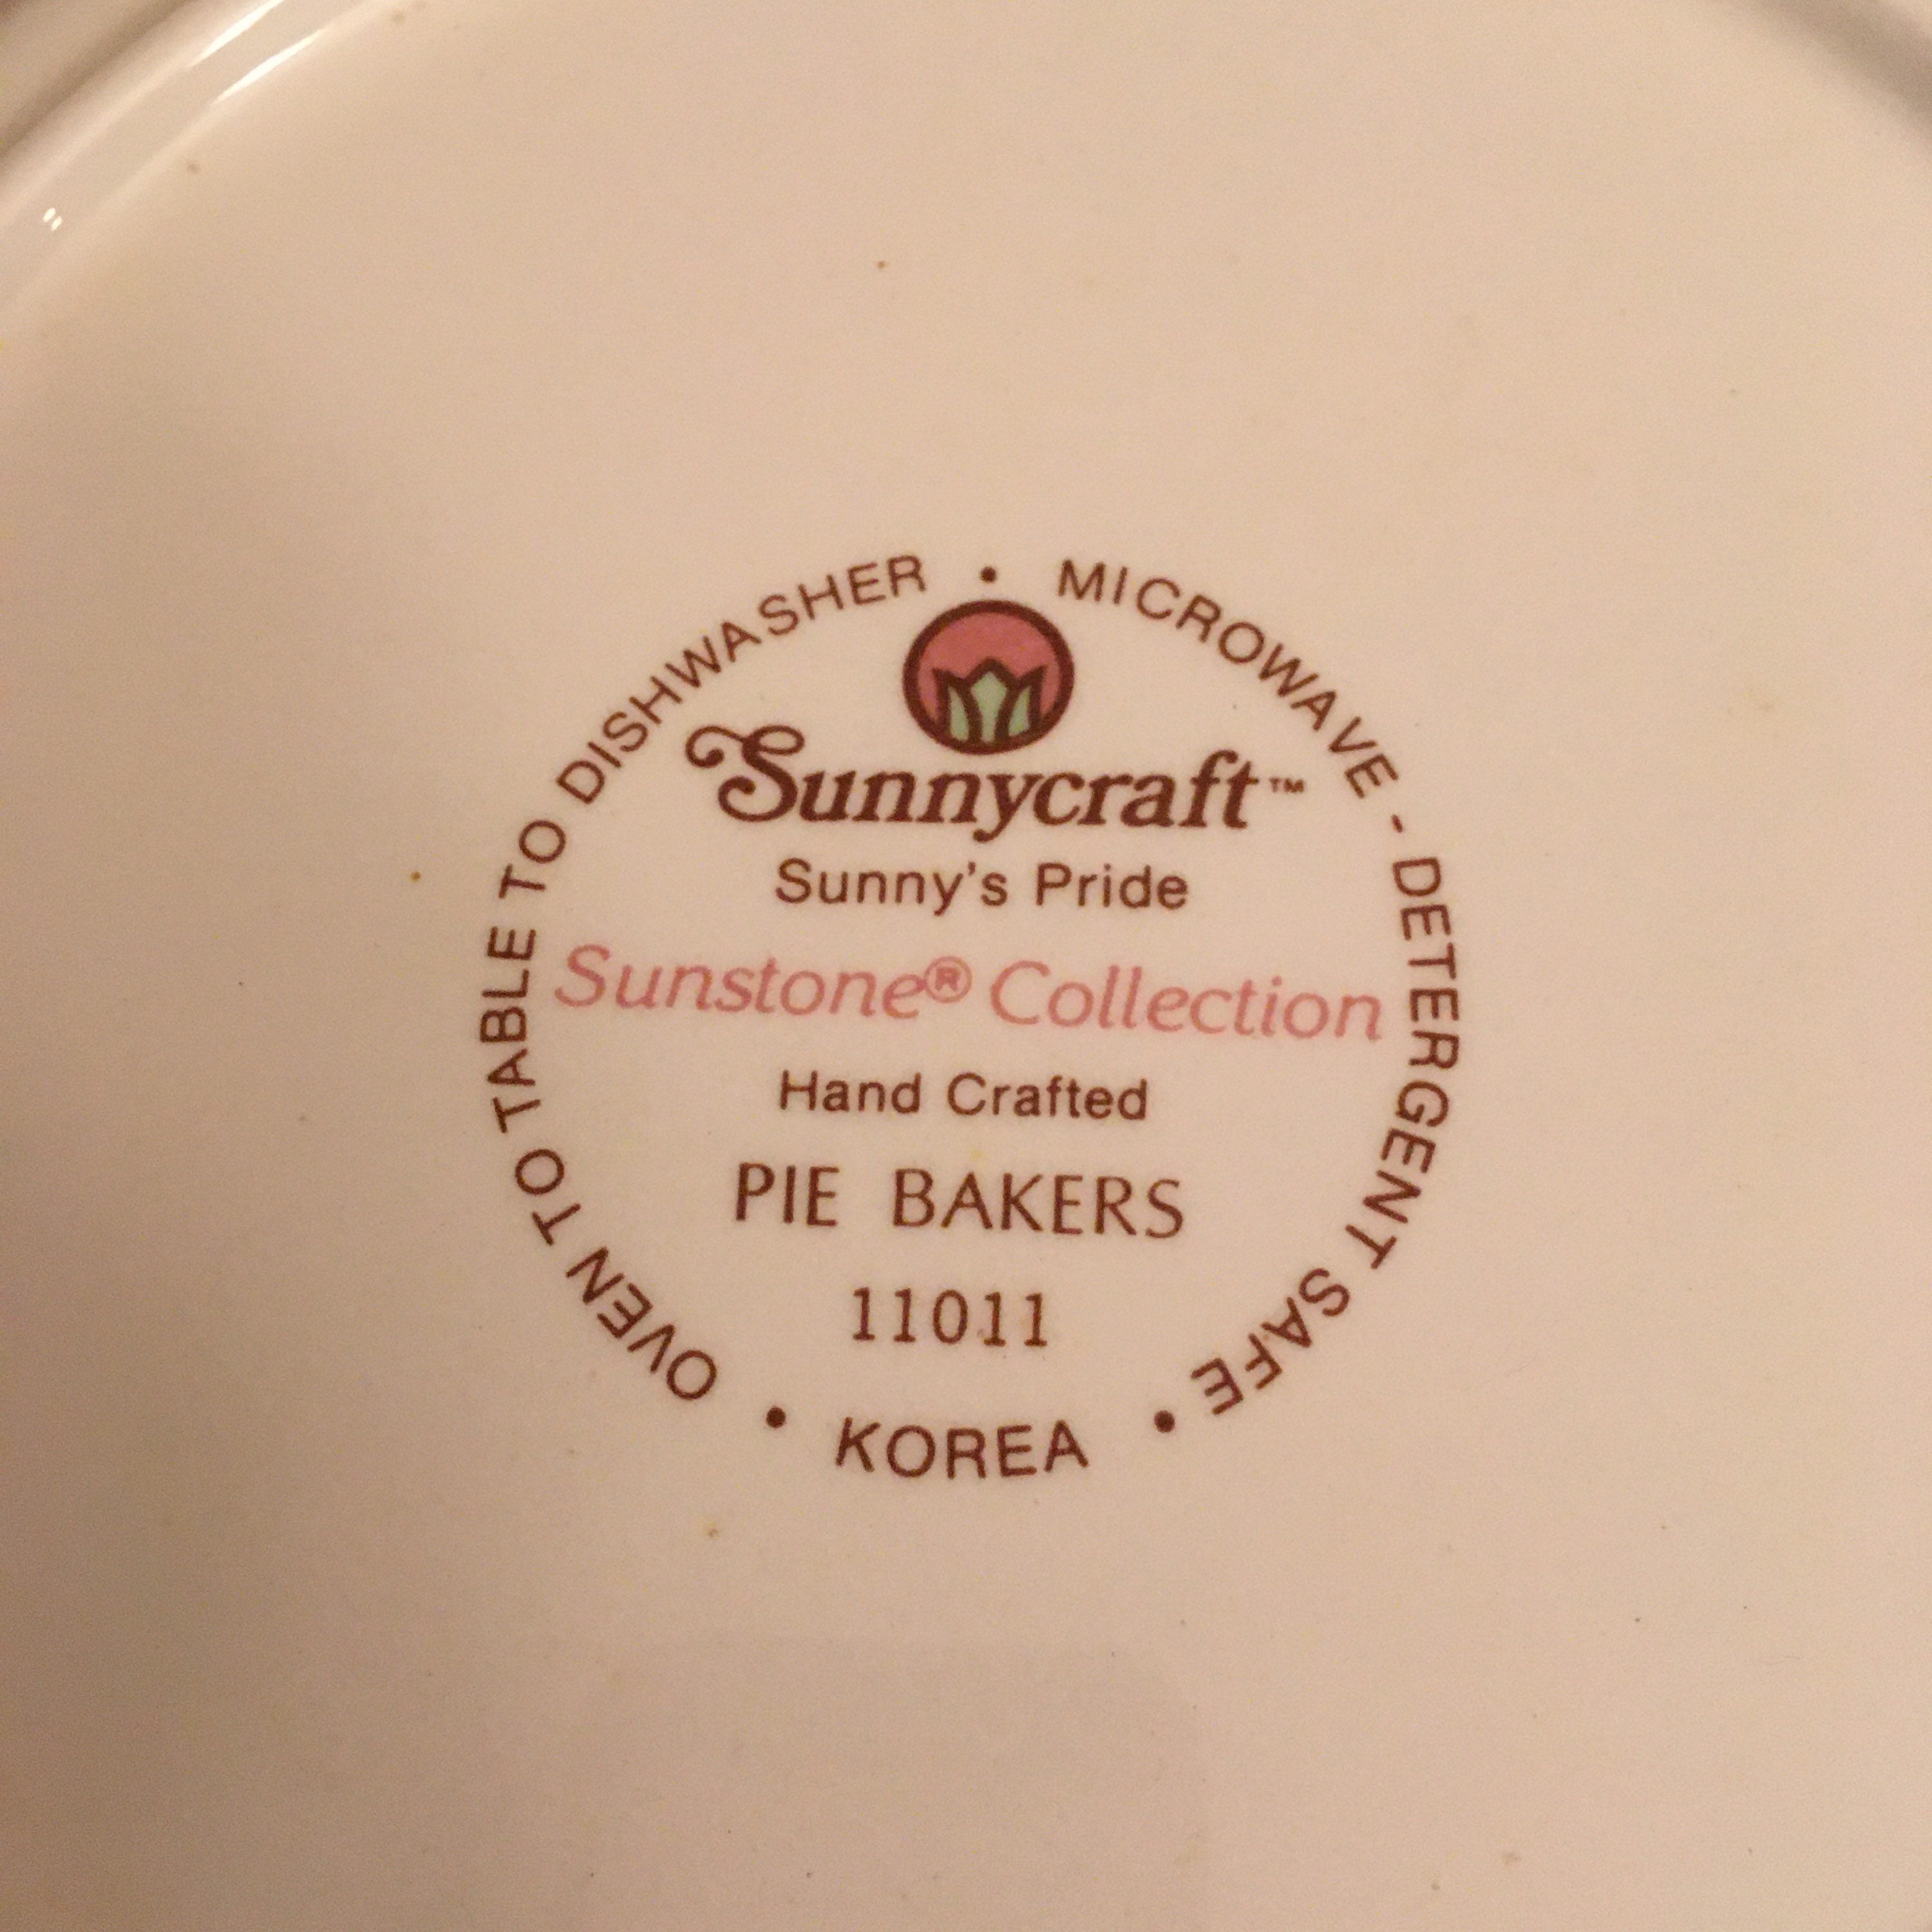 OVEN TO TABLE TO DISHWASHER • MICROWAVE - DETERGENT SAFE •
Sunnycraft™
Sunny's Pride
Sunstone® Collection
Hand Crafted
PIE BAKERS
11011
• KOREA